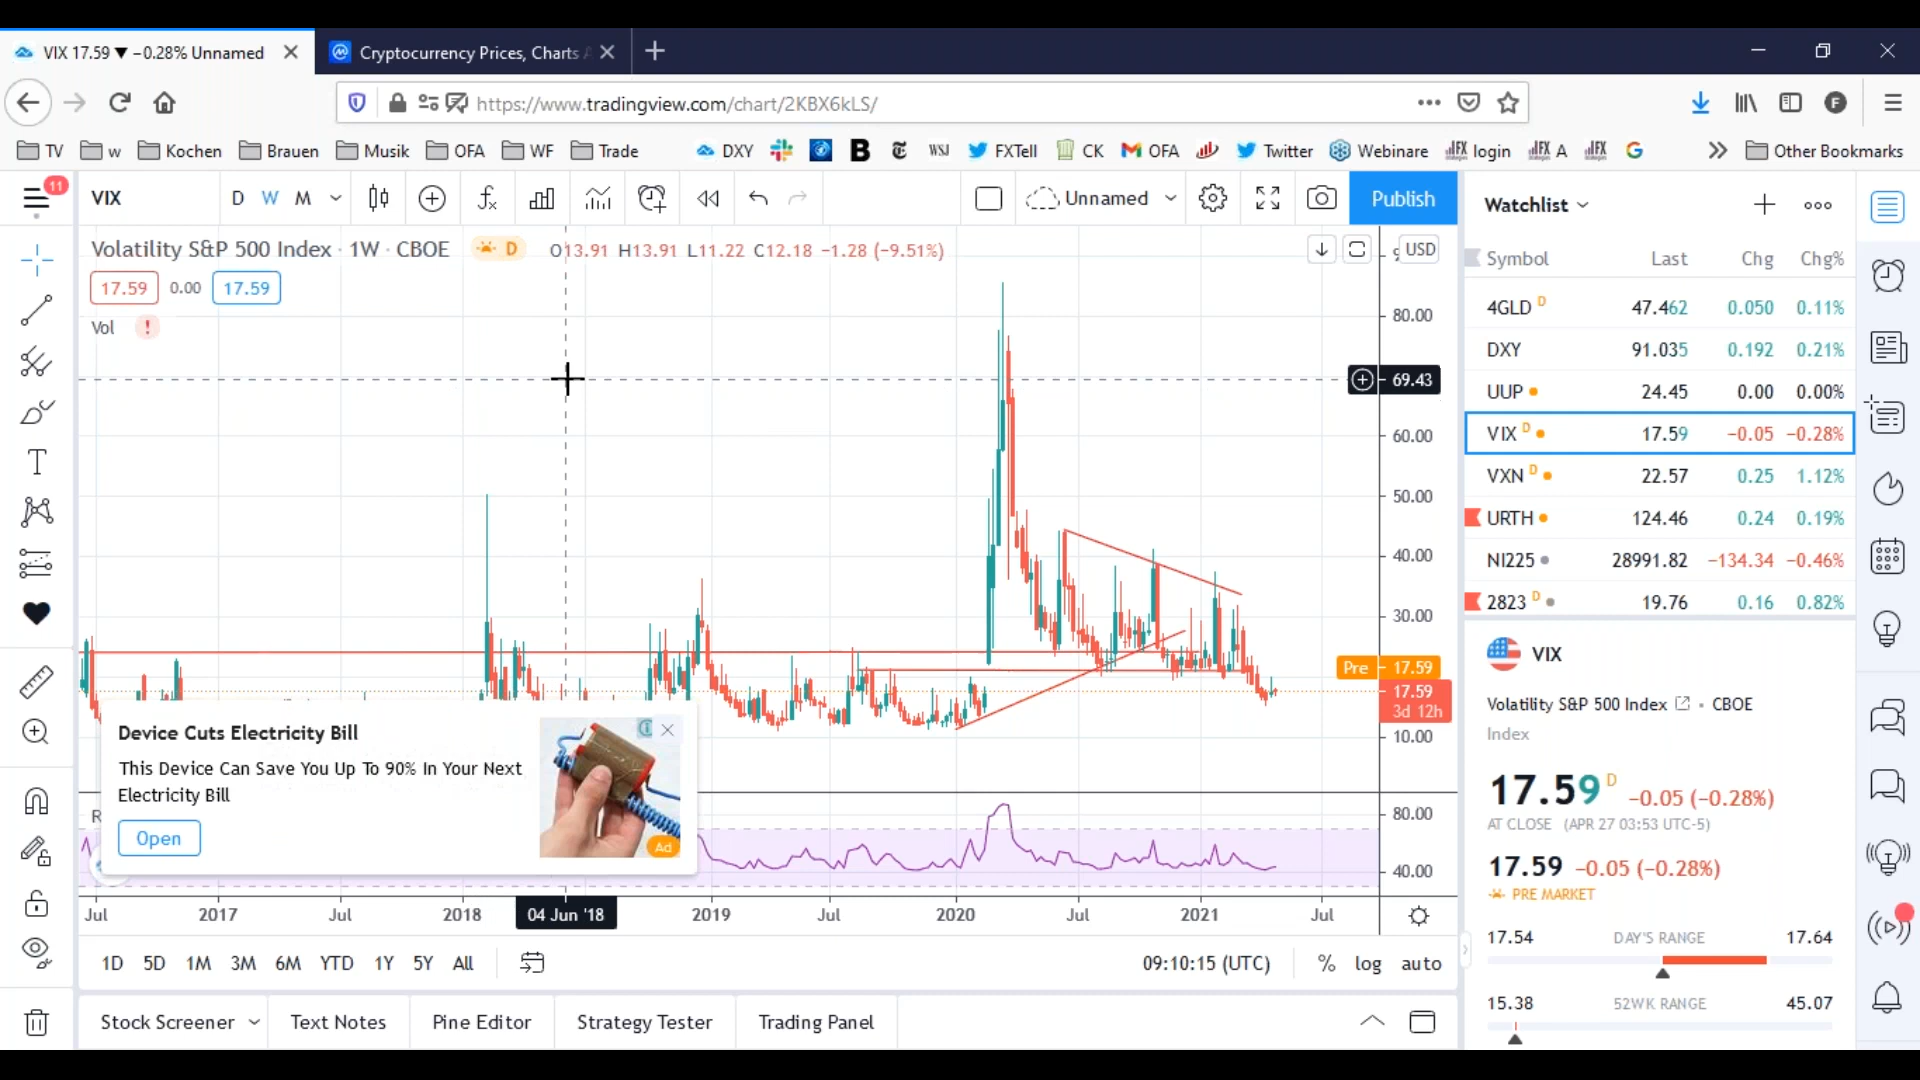 VIX 17.59 ▼ −0.28% Unnamed
Cryptocurrency Prices, Charts
https://www.tradingview.com/chart/2KBX6kLS/
TV w Kochen Brauen Musik OFA WF Trade DXY B WSJ FXTell CK OFA Twitter Webinare JFX login JFX A JFX G Other Bookmarks
11 VIX D W M Unnamed Publish Watchlist
Volatility S&P 500 Index · 1W · CBOE D O13.91 H13.91 L11.22 C12.18 −1.28 (−9.51%) USD
Symbol Last Chg Chg%
17.59 0.00 17.59
Vol !
4GLD D 47.462 0.050 0.11%
DXY 91.035 0.192 0.21%
UUP 24.45 0.00 0.00%
VIX D 17.59 −0.05 −0.28%
VXN D 22.57 0.25 1.12%
URTH 124.46 0.24 0.19%
NI225 28991.82 −134.34 −0.46%
2823 D 19.76 0.16 0.82%
80.00
69.43
60.00
50.00
40.00
30.00
Pre 17.59
17.59
3d 12h
10.00
80.00
40.00
Device Cuts Electricity Bill
This Device Can Save You Up To 90% In Your Next
Electricity Bill
Open
Ad
R
Jul 2017 Jul 2018 04 Jun '18 2019 Jul 2020 Jul 2021 Jul
1D 5D 1M 3M 6M YTD 1Y 5Y All 09:10:15 (UTC) % log auto
Stock Screener Text Notes Pine Editor Strategy Tester Trading Panel
VIX
Volatility S&P 500 Index · CBOE
Index
17.59 D −0.05 (−0.28%)
AT CLOSE (APR 27 03:53 UTC-5)
17.59 −0.05 (−0.28%)
PRE MARKET
17.54 DAY'S RANGE 17.64
15.38 52WK RANGE 45.07